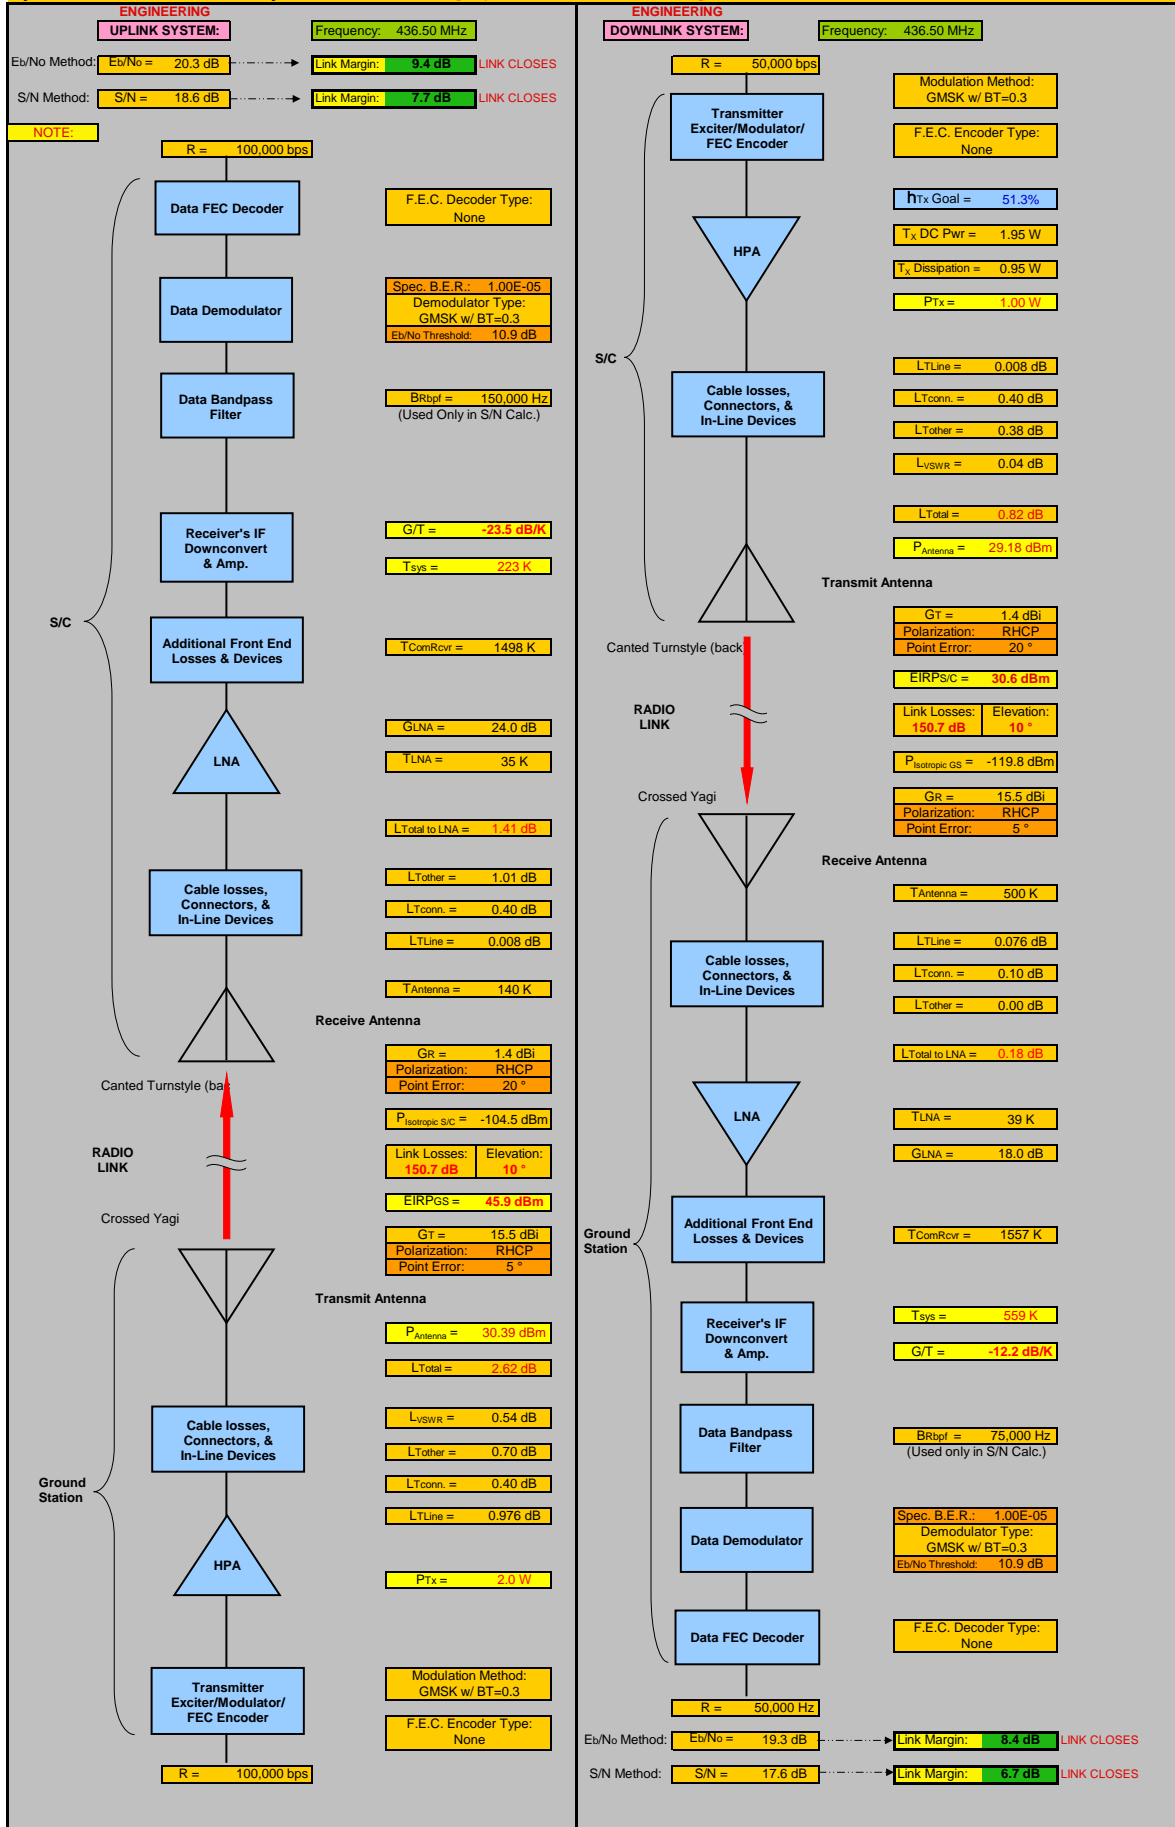 ENGINEERING
UPLINK SYSTEM:
Frequency: 436.50 MHz
Eb/No Method: Eb/No = 20.3 dB Link Margin: 9.4 dB LINK CLOSES
S/N Method: S/N = 18.6 dB Link Margin: 7.7 dB LINK CLOSES
NOTE:
R = 100,000 bps
Data FEC Decoder
F.E.C. Decoder Type:
None
Data Demodulator
Spec. B.E.R.: 1.00E-05
Demodulator Type:
GMSK w/ BT=0.3
Eb/No Threshold: 10.9 dB
Data Bandpass
Filter
BRbpf = 150,000 Hz
(Used Only in S/N Calc.)
Receiver's IF
Downconvert
& Amp.
G/T = -23.5 dB/K
Tsys = 223 K
S/C
Additional Front End
Losses & Devices
TComRcvr = 1498 K
LNA
GLNA = 24.0 dB
TLNA = 35 K
LTotal to LNA = 1.41 dB
Cable losses,
Connectors, &
In-Line Devices
LTother = 1.01 dB
LTconn. = 0.40 dB
LTLine = 0.008 dB
TAntenna = 140 K
Receive Antenna
GR = 1.4 dBi
Polarization: RHCP
Point Error: 20 °
Canted Turnstyle (bac
PIsotropic S/C = -104.5 dBm
RADIO
LINK
Link Losses: Elevation:
150.7 dB 10 °
EIRPGS = 45.9 dBm
Crossed Yagi
GT = 15.5 dBi
Polarization: RHCP
Point Error: 5 °
Transmit Antenna
PAntenna = 30.39 dBm
LTotal = 2.62 dB
Cable losses,
Connectors, &
In-Line Devices
LVSWR = 0.54 dB
LTother = 0.70 dB
LTconn. = 0.40 dB
LTLine = 0.976 dB
Ground
Station
HPA
PTx = 2.0 W
Transmitter
Exciter/Modulator/
FEC Encoder
Modulation Method:
GMSK w/ BT=0.3
F.E.C. Encoder Type:
None
R = 100,000 bps
ENGINEERING
DOWNLINK SYSTEM:
Frequency: 436.50 MHz
R = 50,000 bps
Transmitter
Exciter/Modulator/
FEC Encoder
Modulation Method:
GMSK w/ BT=0.3
F.E.C. Encoder Type:
None
hTx Goal = 51.3%
HPA
TX DC Pwr = 1.95 W
TX Dissipation = 0.95 W
PTx = 1.00 W
S/C
Cable losses,
Connectors, &
In-Line Devices
LTLine = 0.008 dB
LTconn. = 0.40 dB
LTother = 0.38 dB
LVSWR = 0.04 dB
LTotal = 0.82 dB
PAntenna = 29.18 dBm
Transmit Antenna
GT = 1.4 dBi
Polarization: RHCP
Point Error: 20 °
Canted Turnstyle (back
EIRPS/C = 30.6 dBm
RADIO
LINK
Link Losses: Elevation:
150.7 dB 10 °
PIsotropic GS = -119.8 dBm
Crossed Yagi
GR = 15.5 dBi
Polarization: RHCP
Point Error: 5 °
Receive Antenna
TAntenna = 500 K
Cable losses,
Connectors, &
In-Line Devices
LTLine = 0.076 dB
LTconn. = 0.10 dB
LTother = 0.00 dB
LTotal to LNA = 0.18 dB
LNA
TLNA = 39 K
GLNA = 18.0 dB
Ground
Station
Additional Front End
Losses & Devices
TComRcvr = 1557 K
Receiver's IF
Downconvert
& Amp.
Tsys = 559 K
G/T = -12.2 dB/K
Data Bandpass
Filter
BRbpf = 75,000 Hz
(Used only in S/N Calc.)
Data Demodulator
Spec. B.E.R.: 1.00E-05
Demodulator Type:
GMSK w/ BT=0.3
Eb/No Threshold: 10.9 dB
Data FEC Decoder
F.E.C. Decoder Type:
None
R = 50,000 Hz
Eb/No Method: Eb/No = 19.3 dB Link Margin: 8.4 dB LINK CLOSES
S/N Method: S/N = 17.6 dB Link Margin: 6.7 dB LINK CLOSES